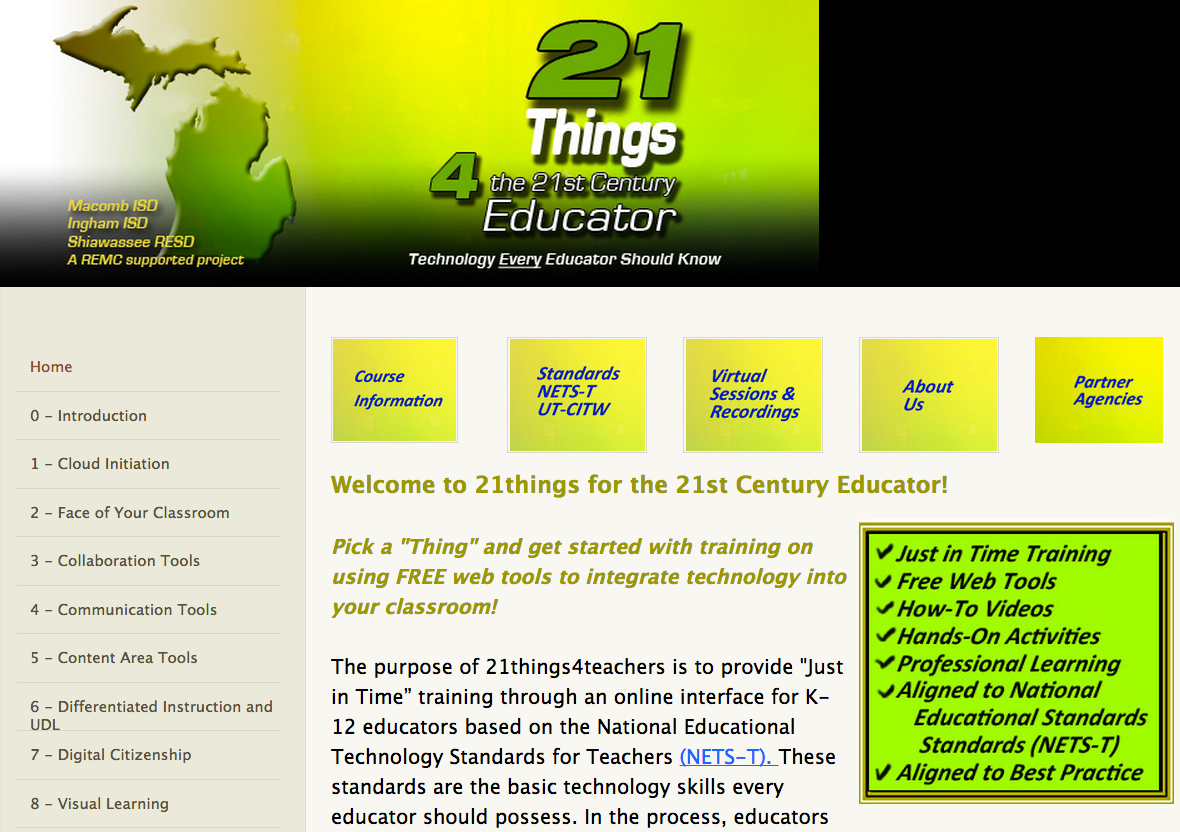 21
Things
4 the 21st Century
Educator
Technology Every Educator Should Know
Macomb ISD
Ingham ISD
Shiawassee RESD
A REMC supported project
Home
0 – Introduction
1 – Cloud Initiation
2 – Face of Your Classroom
3 – Collaboration Tools
4 – Communication Tools
5 – Content Area Tools
6 – Differentiated Instruction and
UDL
7 – Digital Citizenship
8 – Visual Learning
Course
Information
Standards
NETS-T
UT-CITW
Virtual
Sessions &
Recordings
About
Us
Partner
Agencies
Welcome to 21things for the 21st Century Educator!
Pick a "Thing" and get started with training on
using FREE web tools to integrate technology into
your classroom!
The purpose of 21things4teachers is to provide "Just
in Time” training through an online interface for K–
12 educators based on the National Educational
Technology Standards for Teachers (NETS–T). These
standards are the basic technology skills every
educator should possess. In the process, educators
✔Just in Time Training
✔Free Web Tools
✔How-To Videos
✔Hands-On Activities
✔Professional Learning
✔Aligned to National
Educational Standards
Standards (NETS-T)
✔Aligned to Best Practice